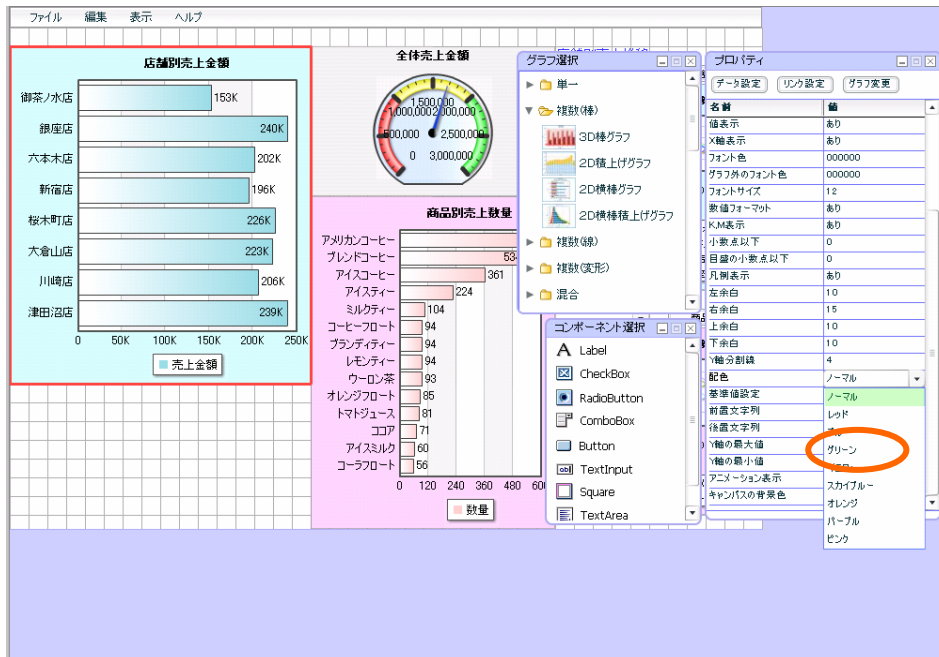 ファイル 編集 表示 ヘルプ
店舗別売上金額
御茶ノ水店 153K
銀座店 240K
六本木店 202K
新宿店 196K
桜木町店 226K
大倉山店 223K
川崎店 206K
津田沼店 239K
0 50K 100K 150K 200K 250K
売上金額
全体売上金額
1,500,000
1,000,000 2,000,000
500,000 2,500,000
0 3,000,000
商品別売上数量
アメリカンコーヒー
ブレンドコーヒー
アイスコーヒー 361
アイスティー 224
ミルクティー 104
コーヒーフロート 94
ブランディティー 94
レモンティー 94
ウーロン茶 93
オレンジフロート 85
トマトジュース 81
ココア 71
アイスミルク 60
コーラフロート 56
0 120 240 360 480
数量
グラフ選択
単一
複数(棒)
3D棒グラフ
2D積上げグラフ
2D横棒グラフ
2D横棒積上げグラフ
複数(線)
複数(変形)
混合
コンポーネント選択
Label
CheckBox
RadioButton
ComboBox
Button
TextInput
Square
TextArea
プロパティ
データ設定 リンク設定 グラフ変更
名前 値
値表示 あり
X軸表示 あり
フォント色 000000
グラフ外のフォント色 000000
フォントサイズ 12
数値フォーマット あり
K,M表示 あり
小数点以下 0
目盛の小数点以下 0
凡例表示 あり
左余白 10
右余白 15
上余白 10
下余白 10
Y軸分割線 4
配色 ノーマル
基準値設定
前置文字列
後置文字列
Y軸の最大値
Y軸の最小値
アニメーション表示
キャンバスの背景色
ノーマル
レッド
グリーン
スカイブルー
オレンジ
パープル
ピンク